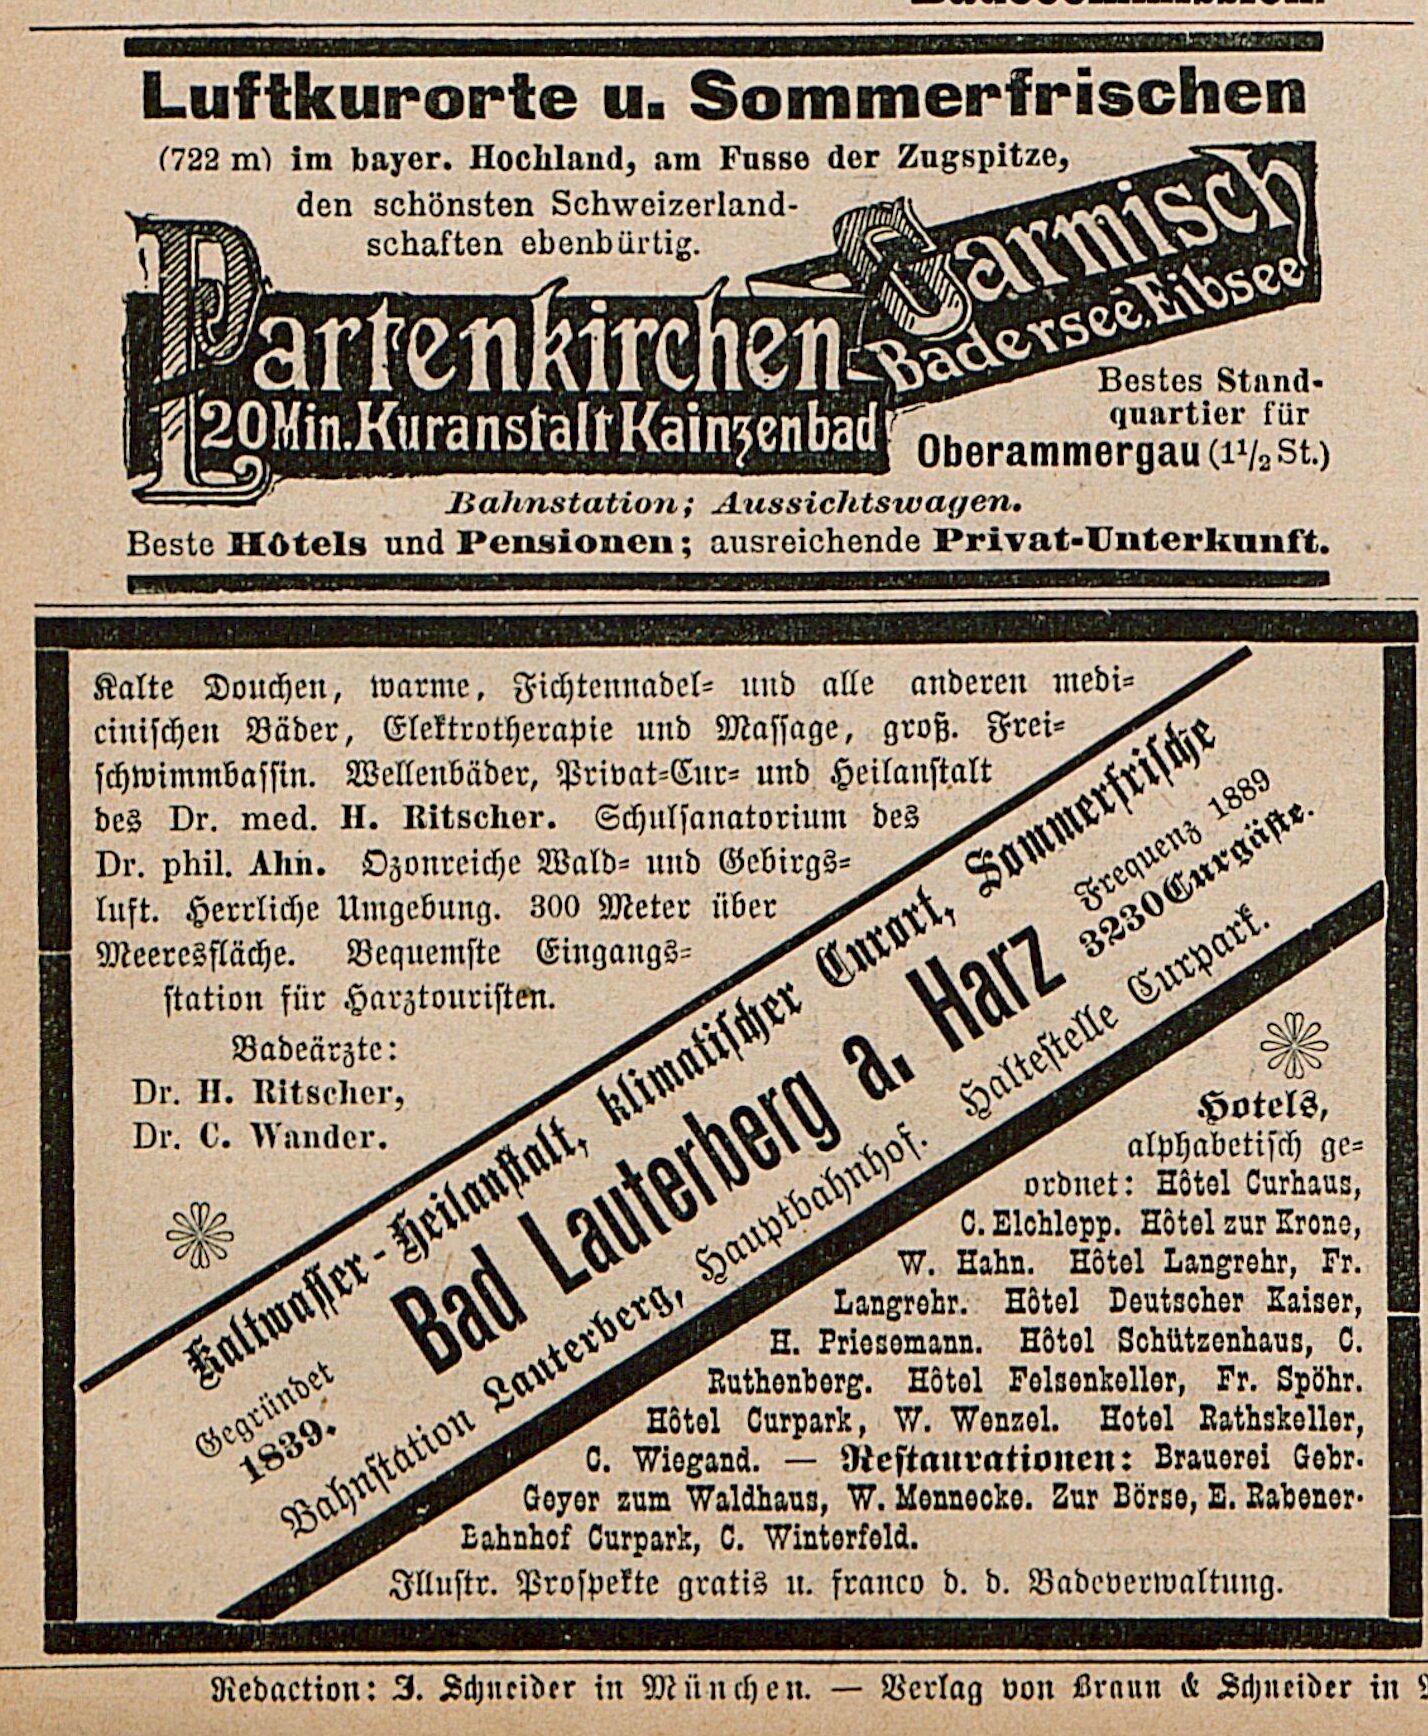 Luftkurorte u. Sommerfrischen
(722 m) im bayer. Hochland, am Fusse der Zugspitze,
den schönsten Schweizerland-
schaften ebenbürtig.
Garmisch
Badersee, Eibsee
Partenkirchen
20 Min. Kuranstalt Kainzenbad
Bestes Stand-
quartier für
Oberammergau (1½ St.)
Bahnstation; Aussichtswagen.
Beste Hôtels und Pensionen; ausreichende Privat-Unterkunft.
Kalte Douchen, warme, Fichtennadel- und alle anderen medi-
cinischen Bäder, Elektrotherapie und Massage, groß. Frei-
schwimmbassin. Wellenbäder, Privat-Cur- und Heilanstalt
des Dr. med. H. Ritscher. Schulsanatorium des
Dr. phil. Ahn. Ozonreiche Wald- und Gebirgs-
luft. Herrliche Umgebung. 300 Meter über
Meeresfläche. Bequemste Eingangs-
station für Harztouristen.
Badeärzte:
Dr. H. Ritscher,
Dr. C. Wander.
Kaltwasser-Heilanstalt, klimatischer Curort, Sommerfrische
Gegründet
1839.
Bad Lauterberg a. Harz
Frequenz 1889
3230 Curgäste.
Bahnstation Lauterberg, Hauptbahnhof. Haltestelle Curpark.
Hotels,
alphabetisch ge-
ordnet: Hôtel Curhaus,
C. Elchlepp. Hôtel zur Krone,
W. Hahn. Hôtel Langrehr, Fr.
Langrehr. Hôtel Deutscher Kaiser,
H. Priesemann. Hôtel Schützenhaus, C.
Ruthenberg. Hôtel Felsenkeller, Fr. Spöhr.
Hôtel Curpark, W. Wenzel. Hotel Rathskeller,
C. Wiegand. — Restaurationen: Brauerei Gebr.
Geyer zum Waldhaus, W. Mennecke. Zur Börse, E. Rabener.
Bahnhof Curpark, C. Winterfeld.
Illustr. Prospekte gratis u. franco d. d. Badeverwaltung.
Redaction: J. Schneider in München. — Verlag von Braun & Schneider in